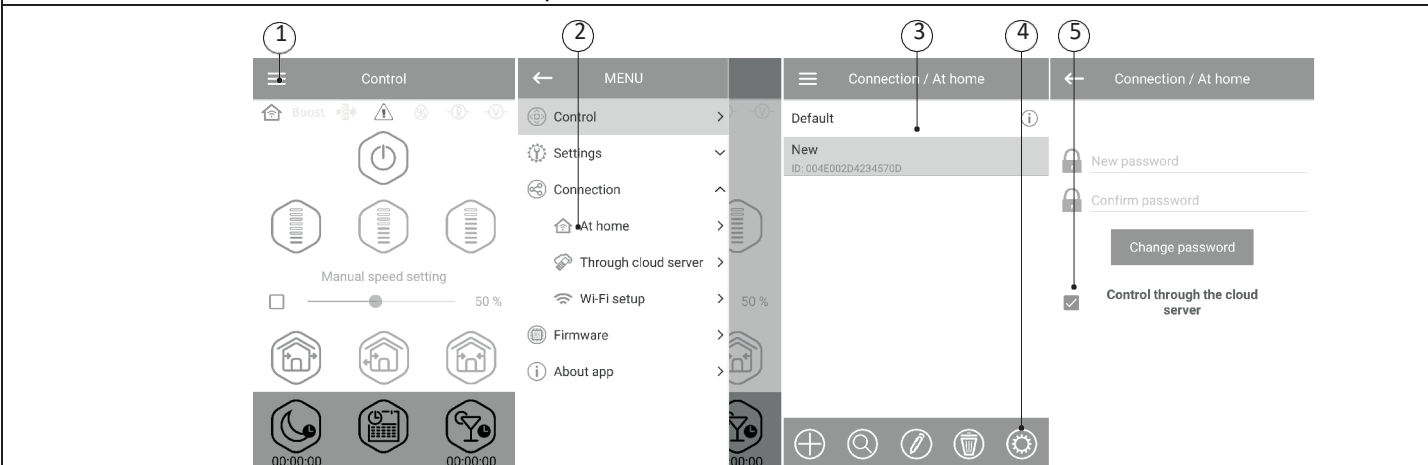 1
2
3
4
5
Control
Boost
Manual speed setting
50 %
00:00:00
00:00:00
MENU
Control
Settings
Connection
At home
Through cloud server
Wi-Fi setup
Firmware
About app
50 %
00:00
Connection / At home
Default
New
ID: 004E002D4234570D
Connection / At home
New password
Confirm password
Change password
Control through the cloud
server